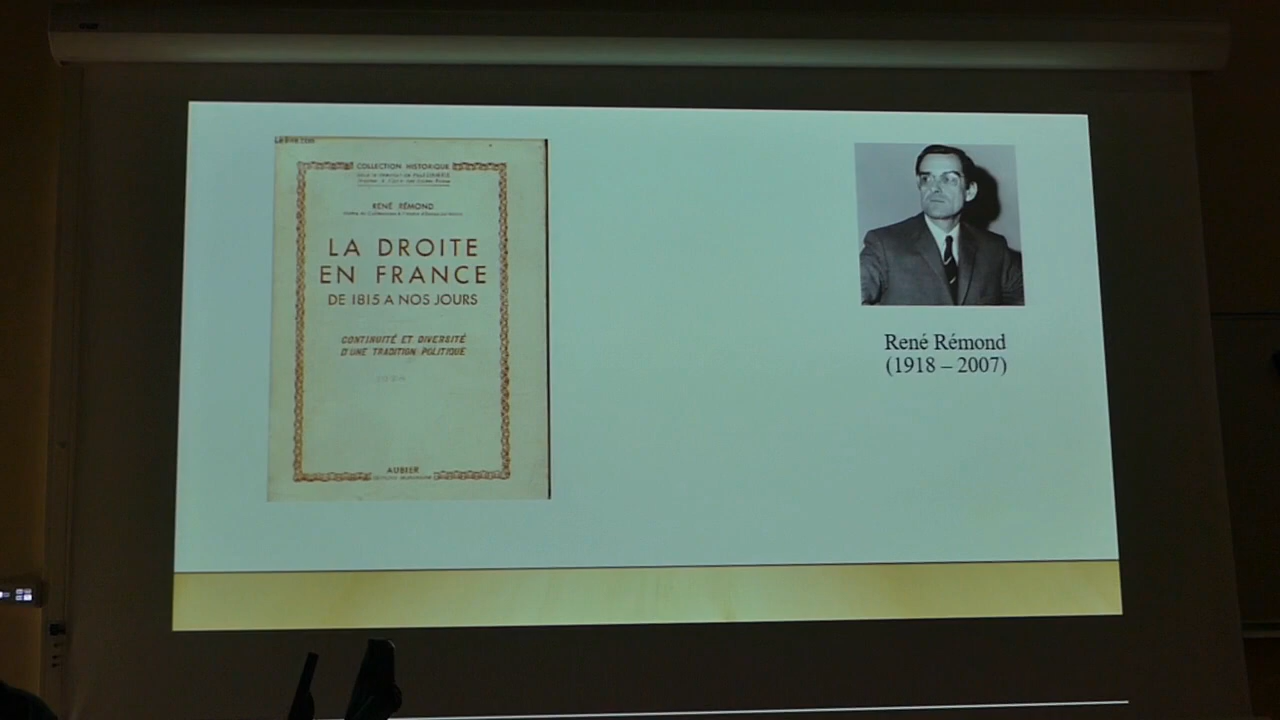 COLLECTION HISTORIQUE
RENÉ RÉMOND
LA DROITE
EN FRANCE
DE 1815 A NOS JOURS
CONTINUITÉ ET DIVERSITÉ
D'UNE TRADITION POLITIQUE
AUBIER
René Rémond
(1918 – 2007)